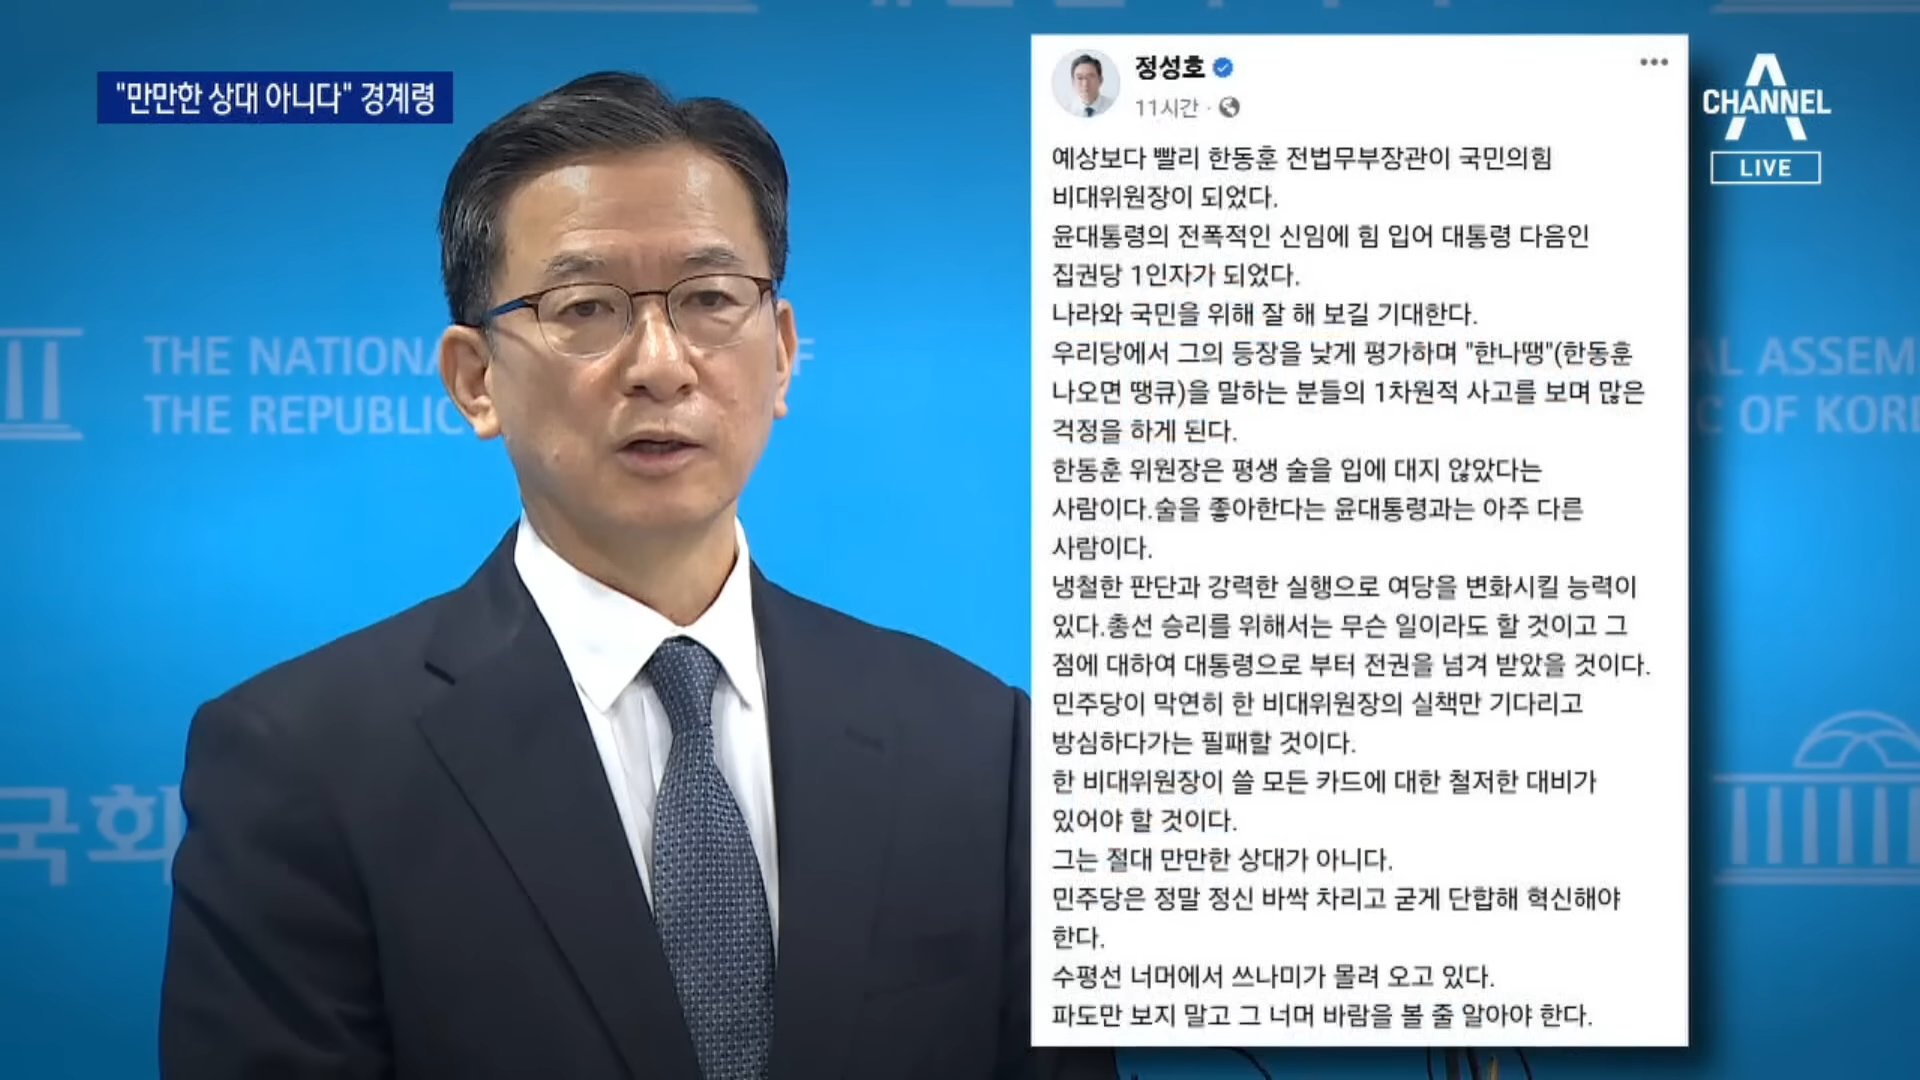 "만만한 상대 아니다" 경계령
CHANNEL A
LIVE
THE NATIONA
THE REPUBLIC
국회
OF
L ASSEM
C OF KOR
정성호
11시간 ·
예상보다 빨리 한동훈 전법무부장관이 국민의힘
비대위원장이 되었다.
윤대통령의 전폭적인 신임에 힘 입어 대통령 다음인
집권당 1인자가 되었다.
나라와 국민을 위해 잘 해 보길 기대한다.
우리당에서 그의 등장을 낮게 평가하며 "한나땡"(한동훈
나오면 땡큐)을 말하는 분들의 1차원적 사고를 보며 많은
걱정을 하게 된다.
한동훈 위원장은 평생 술을 입에 대지 않았다는
사람이다.술을 좋아한다는 윤대통령과는 아주 다른
사람이다.
냉철한 판단과 강력한 실행으로 여당을 변화시킬 능력이
있다.총선 승리를 위해서는 무슨 일이라도 할 것이고 그
점에 대하여 대통령으로 부터 전권을 넘겨 받았을 것이다.
민주당이 막연히 한 비대위원장의 실책만 기다리고
방심하다가는 필패할 것이다.
한 비대위원장이 쓸 모든 카드에 대한 철저한 대비가
있어야 할 것이다.
그는 절대 만만한 상대가 아니다.
민주당은 정말 정신 바싹 차리고 굳게 단합해 혁신해야
한다.
수평선 너머에서 쓰나미가 몰려 오고 있다.
파도만 보지 말고 그 너머 바람을 볼 줄 알아야 한다.